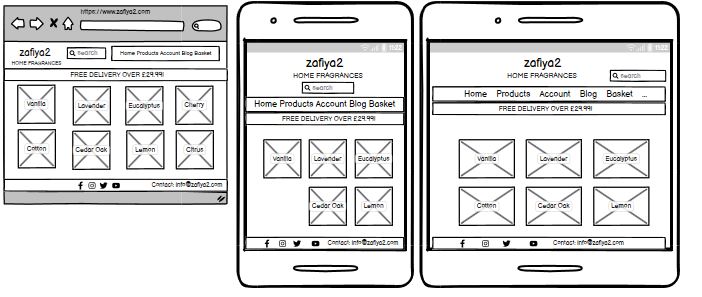 https://www.zafiya2.com
zafiya2
HOME FRAGRANCES
search
Home Products Account Blog Basket
FREE DELIVERY OVER £29.99!
Vanilla Lavender Eucalyptus Cherry
Cotton Cedar Oak Lemon Citrus
Contact: info@zafiya2.com
11:22
zafiya2
HOME FRAGRANCES
search
Home Products Account Blog Basket
FREE DELIVERY OVER £29.99!
Vanilla Lavender Eucalyptus
Cedar Oak Lemon
Contact: info@zafiya2.com
11:22
zafiya2
HOME FRAGRANCES
search
Home Products Account Blog Basket ...
FREE DELIVERY OVER £29.99!
Vanilla Lavender Eucalyptus
Cotton Cedar Oak Lemon
Contact: info@zafiya2.com